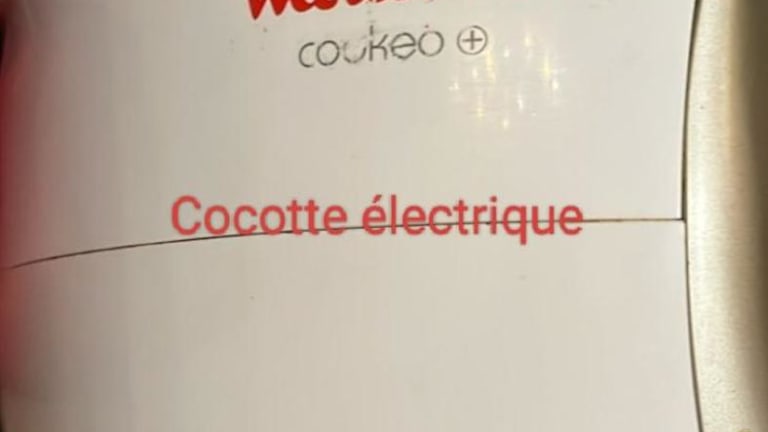 cookeo +
Cocotte électrique